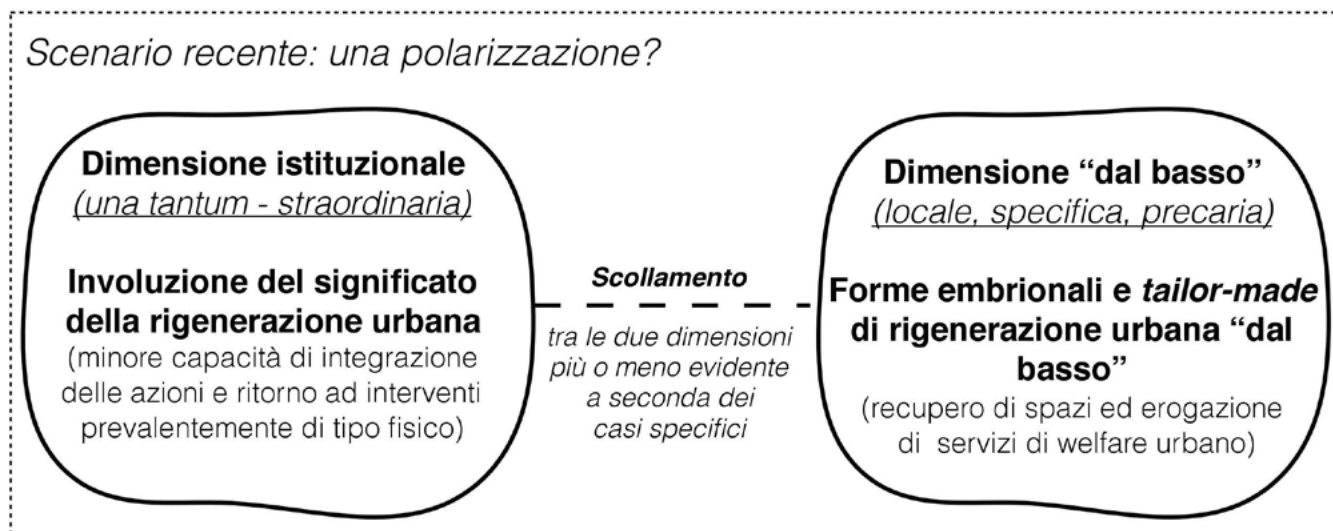 Scenario recente: una polarizzazione?
Dimensione istituzionale
(una tantum - straordinaria)
Involuzione del significato
della rigenerazione urbana
(minore capacità di integrazione
delle azioni e ritorno ad interventi
prevalentemente di tipo fisico)
Scollamento
tra le due dimensioni
più o meno evidente
a seconda dei
casi specifici
Dimensione “dal basso”
(locale, specifica, precaria)
Forme embrionali e tailor-made
di rigenerazione urbana “dal
basso”
(recupero di spazi ed erogazione
di servizi di welfare urbano)